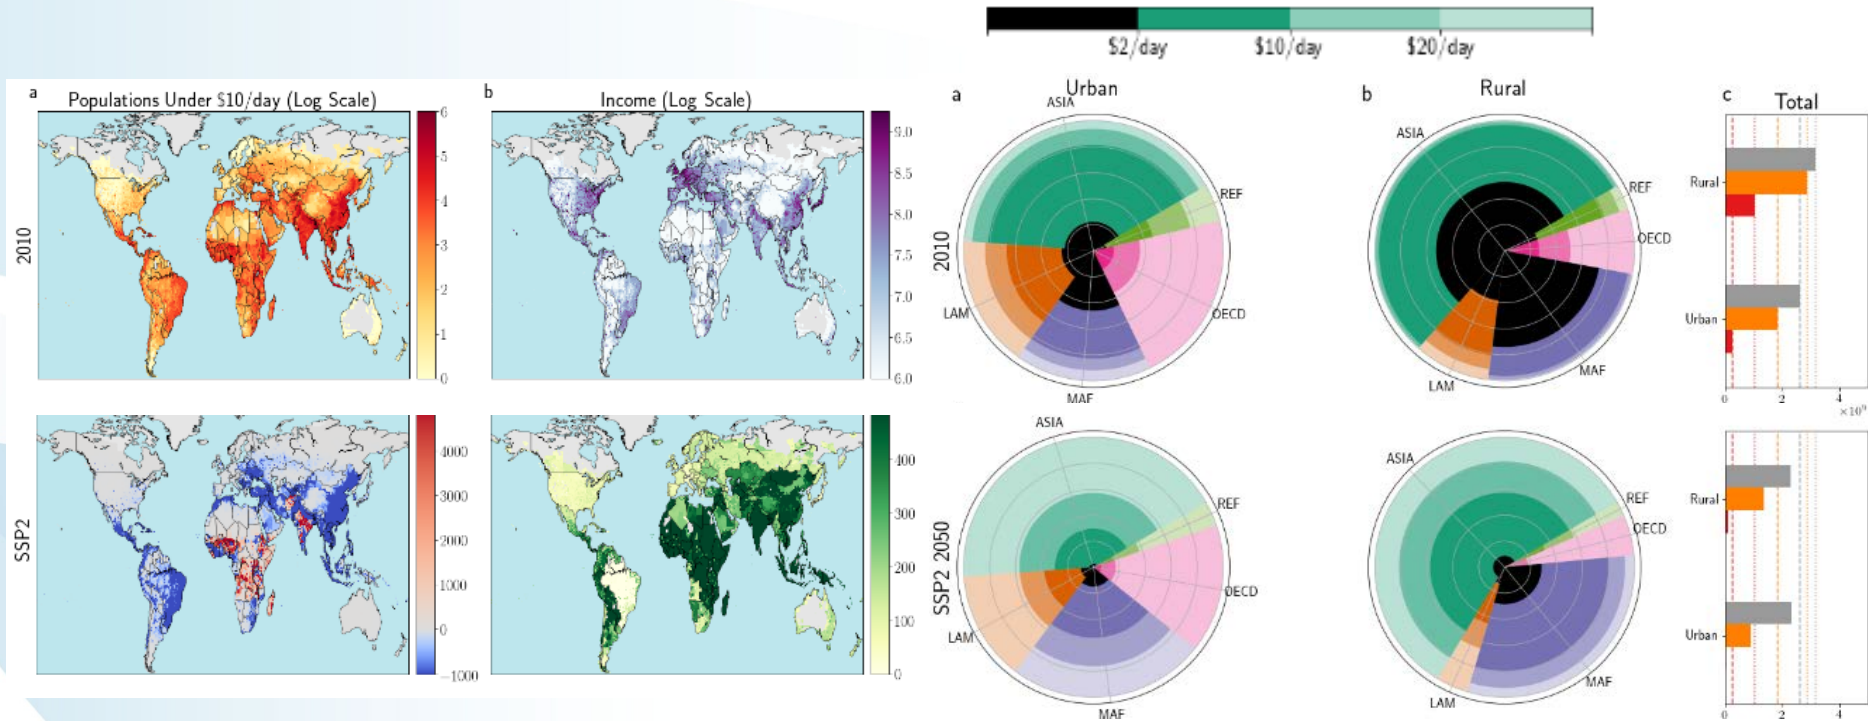 $2/day $10/day $20/day
a Populations Under $10/day (Log Scale)
6
5
4
3
2
1
0
2010
b Income (Log Scale)
9.0
8.5
8.0
7.5
7.0
6.5
6.0
SSP2
4000
3000
2000
1000
0
−1000
400
300
200
100
0
a Urban
ASIA
REF
OECD
MAF
LAM
2010
b Rural
ASIA
REF
OECD
MAF
LAM
c Total
Rural
Urban
0 2 4
×10⁹
SSP2 2050
ASIA
REF
OECD
MAF
LAM
ASIA
REF
OECD
MAF
LAM
Rural
Urban
0 2 4